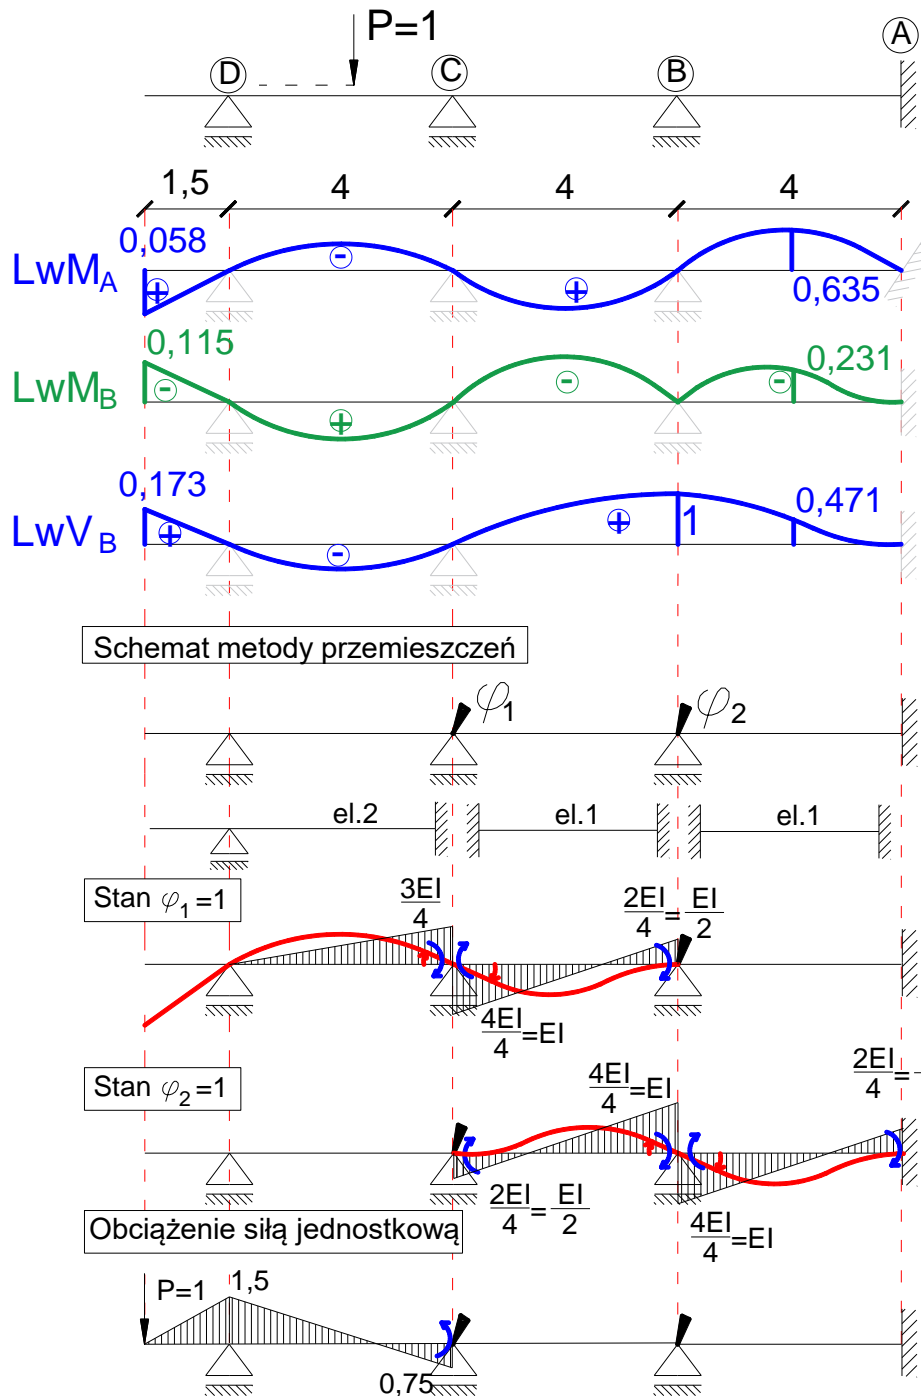 P=1
D C B A
1,5 4 4 4
0,058
LwM_A - + 0,635
+
0,115 0,231
LwM_B - + - -
0,173 0,471
LwV_B + - + 1
Schemat metody przemieszczeń
φ₁ φ₂
el.2 el.1 el.1
Stan φ₁=1 3EI/4 2EI/4=EI/2
4EI/4=EI
Stan φ₂=1 4EI/4=EI 2EI/4=
2EI/4=EI/2 4EI/4=EI
Obciążenie siłą jednostkową
P=1 1,5
0,75